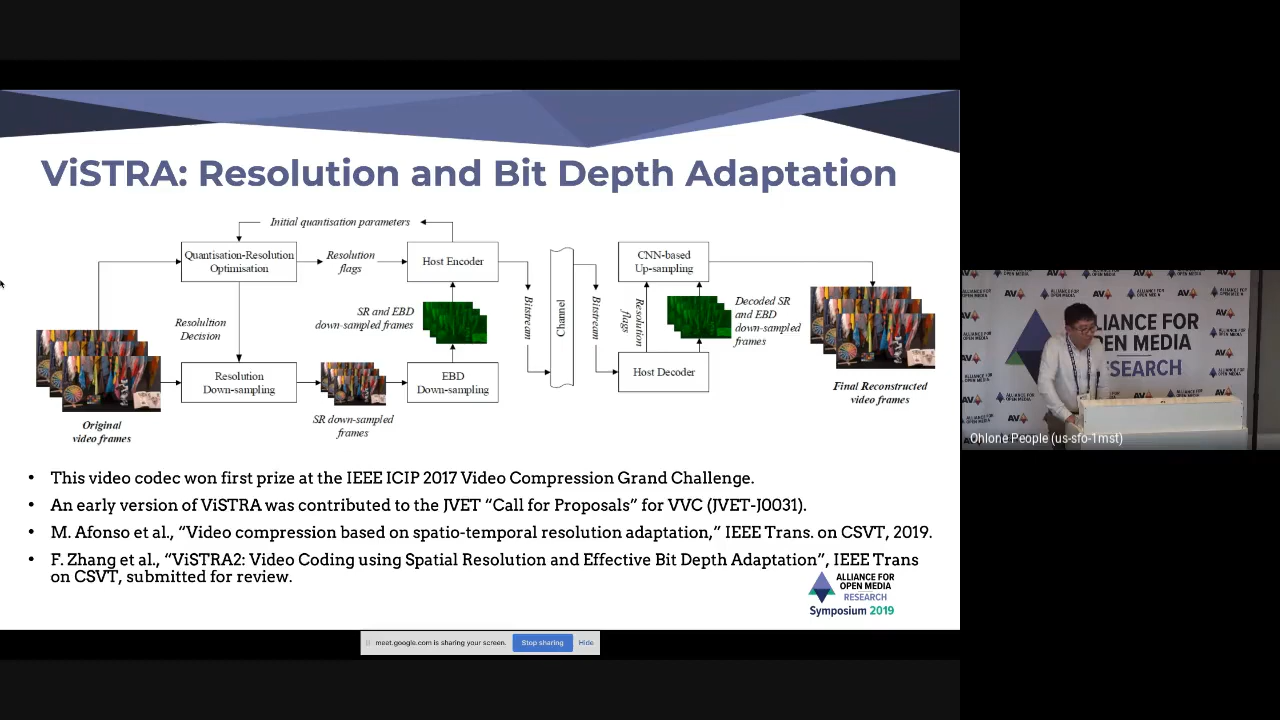 ViSTRA: Resolution and Bit Depth Adaptation
Initial quantisation parameters
Quantisation-Resolution
Optimisation
Resolution
flags
Host Encoder
CNN-based
Up-sampling
Resolultion
Decision
SR and EBD
down-sampled frames
Bitstream
Channel
Bitstream
Resolution
flags
Decoded SR
and EBD
down-sampled
frames
Resolution
Down-sampling
EBD
Down-sampling
Host Decoder
SR down-sampled
frames
Original
video frames
Final Reconstructed
video frames
• This video codec won first prize at the IEEE ICIP 2017 Video Compression Grand Challenge.
• An early version of ViSTRA was contributed to the JVET “Call for Proposals” for VVC (JVET-J0031).
• M. Afonso et al., “Video compression based on spatio-temporal resolution adaptation,” IEEE Trans. on CSVT, 2019.
• F. Zhang et al., “ViSTRA2: Video Coding using Spatial Resolution and Effective Bit Depth Adaptation”, IEEE Trans
on CSVT, submitted for review.
ALLIANCE FOR
OPEN MEDIA
RESEARCH
Symposium 2019
meet.google.com is sharing your screen.
Stop sharing
Hide
ALLIANCE FOR
OPEN MEDIA
RESEARCH
Ohlone People (us-sfo-1mst)